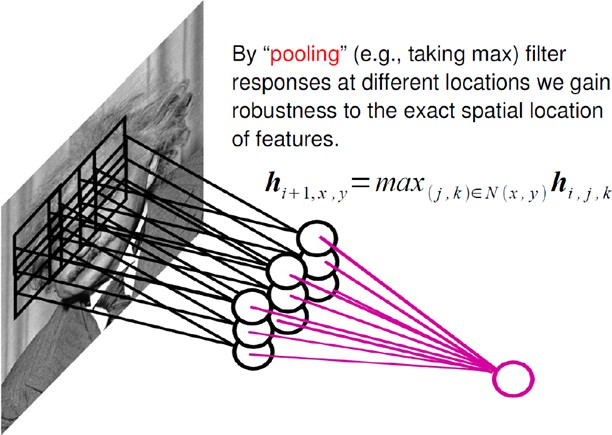 By “pooling” (e.g., taking max) filter
responses at different locations we gain
robustness to the exact spatial location
of features.
h_{i+1,x,y}=max_{(j,k)∈N(x,y)}h_{i,j,k}